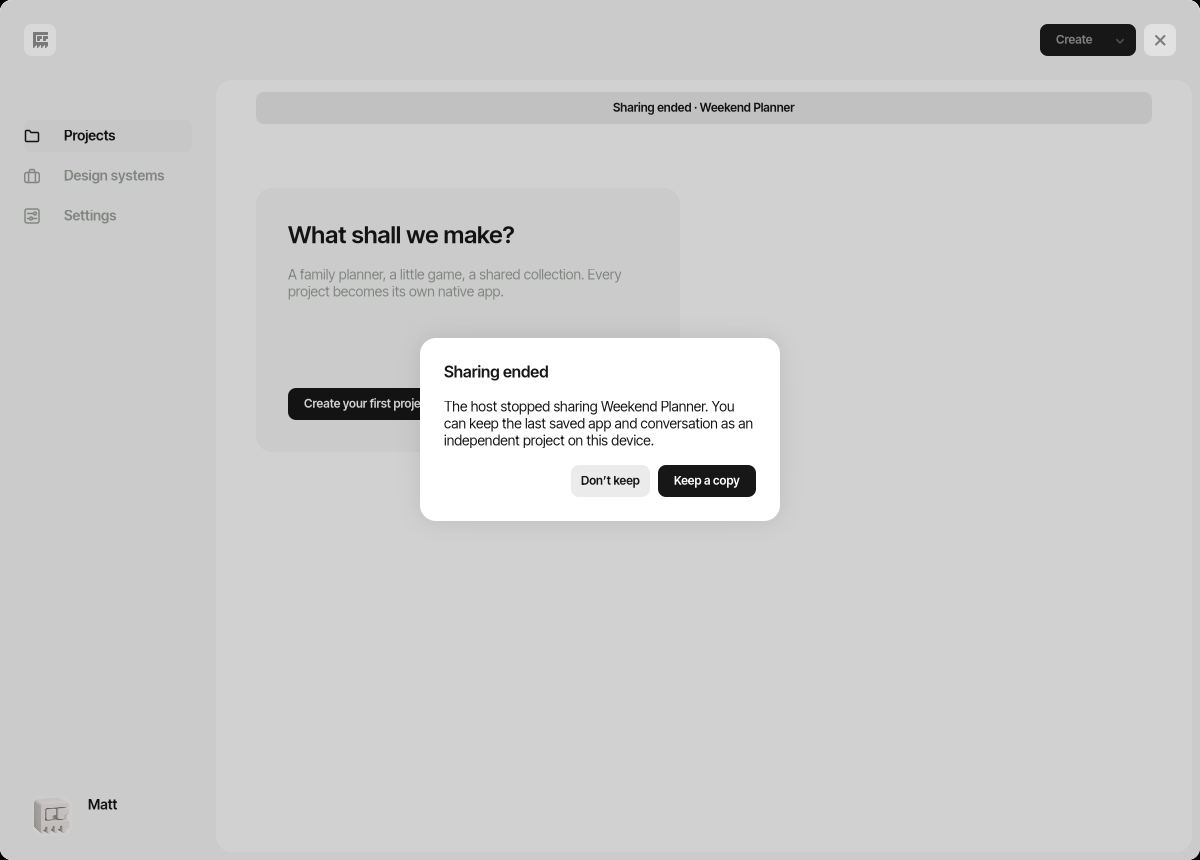 Create
Sharing ended · Weekend Planner
Projects
Design systems
Settings
What shall we make?
A family planner, a little game, a shared collection. Every
project becomes its own native app.
Create your first proje
Sharing ended
The host stopped sharing Weekend Planner. You
can keep the last saved app and conversation as an
independent project on this device.
Don’t keep
Keep a copy
Matt